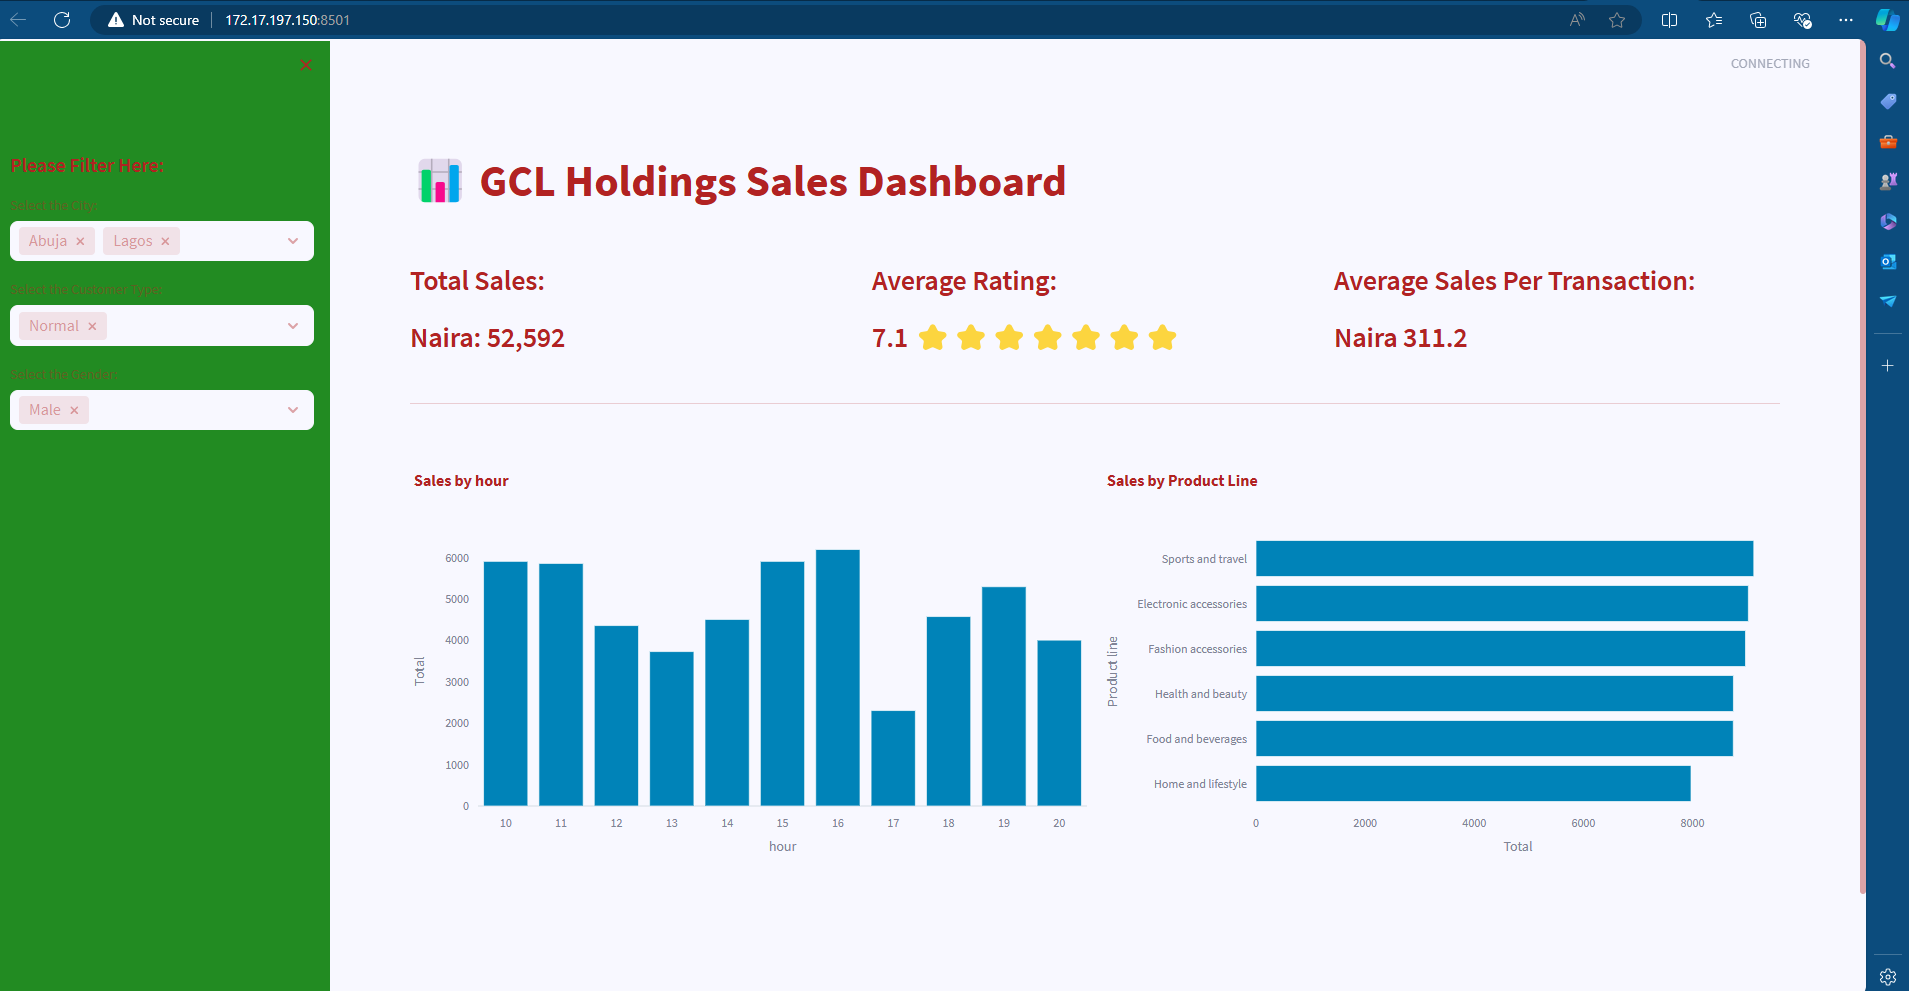 Not secure
172.17.197.150:8501
CONNECTING
Please Filter Here:
Select the City:
Abuja
Lagos
Select the Customer Type:
Normal
Select the Gender:
Male
GCL Holdings Sales Dashboard
Total Sales:
Naira: 52,592
Average Rating:
7.1
Average Sales Per Transaction:
Naira 311.2
Sales by hour
Total
6000
5000
4000
3000
2000
1000
0
10 11 12 13 14 15 16 17 18 19 20
hour
Sales by Product Line
Product line
Sports and travel
Electronic accessories
Fashion accessories
Health and beauty
Food and beverages
Home and lifestyle
0 2000 4000 6000 8000
Total